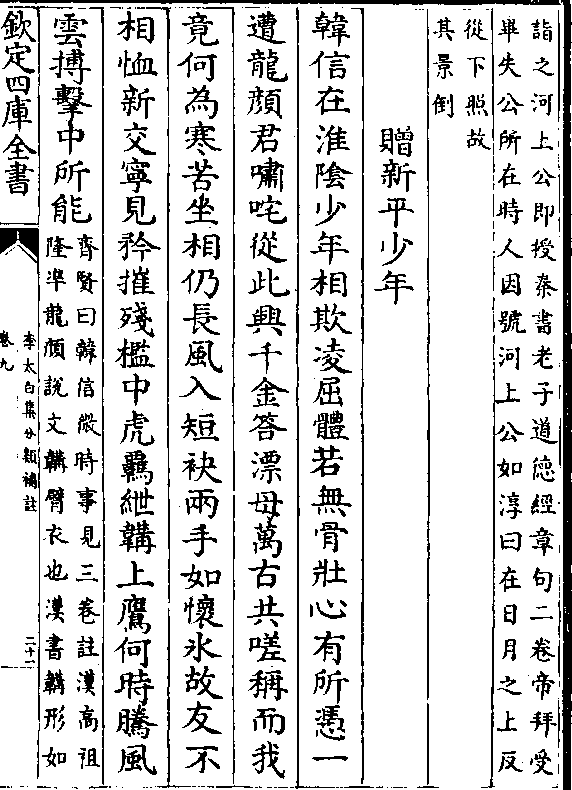 詣之河上公即授秦書老子道徳經章句二卷帝拜受
畢失公所在時人因號河上公如淳曰在日月之上反
從下照故
其景倒
贈新平少年
韓信在淮陰少年相欺凌屈體若無骨壯心有所憑一
遭龍顔君嘯咤從此興千金答漂母萬古共嗟稱而我
竟何為寒苦坐相仍長風入短袂兩手如懷氷故友不
相恤新交寧見矜摧殘檻中虎羈紲韝上鷹何時騰風
雲搏擊申所能
齊賢曰韓信微時事見三卷註漢髙祖
隆準龍顔説文韝臂衣也漢書韝形如
欽定四庫全書
李太白集分類補註
卷九
二十二